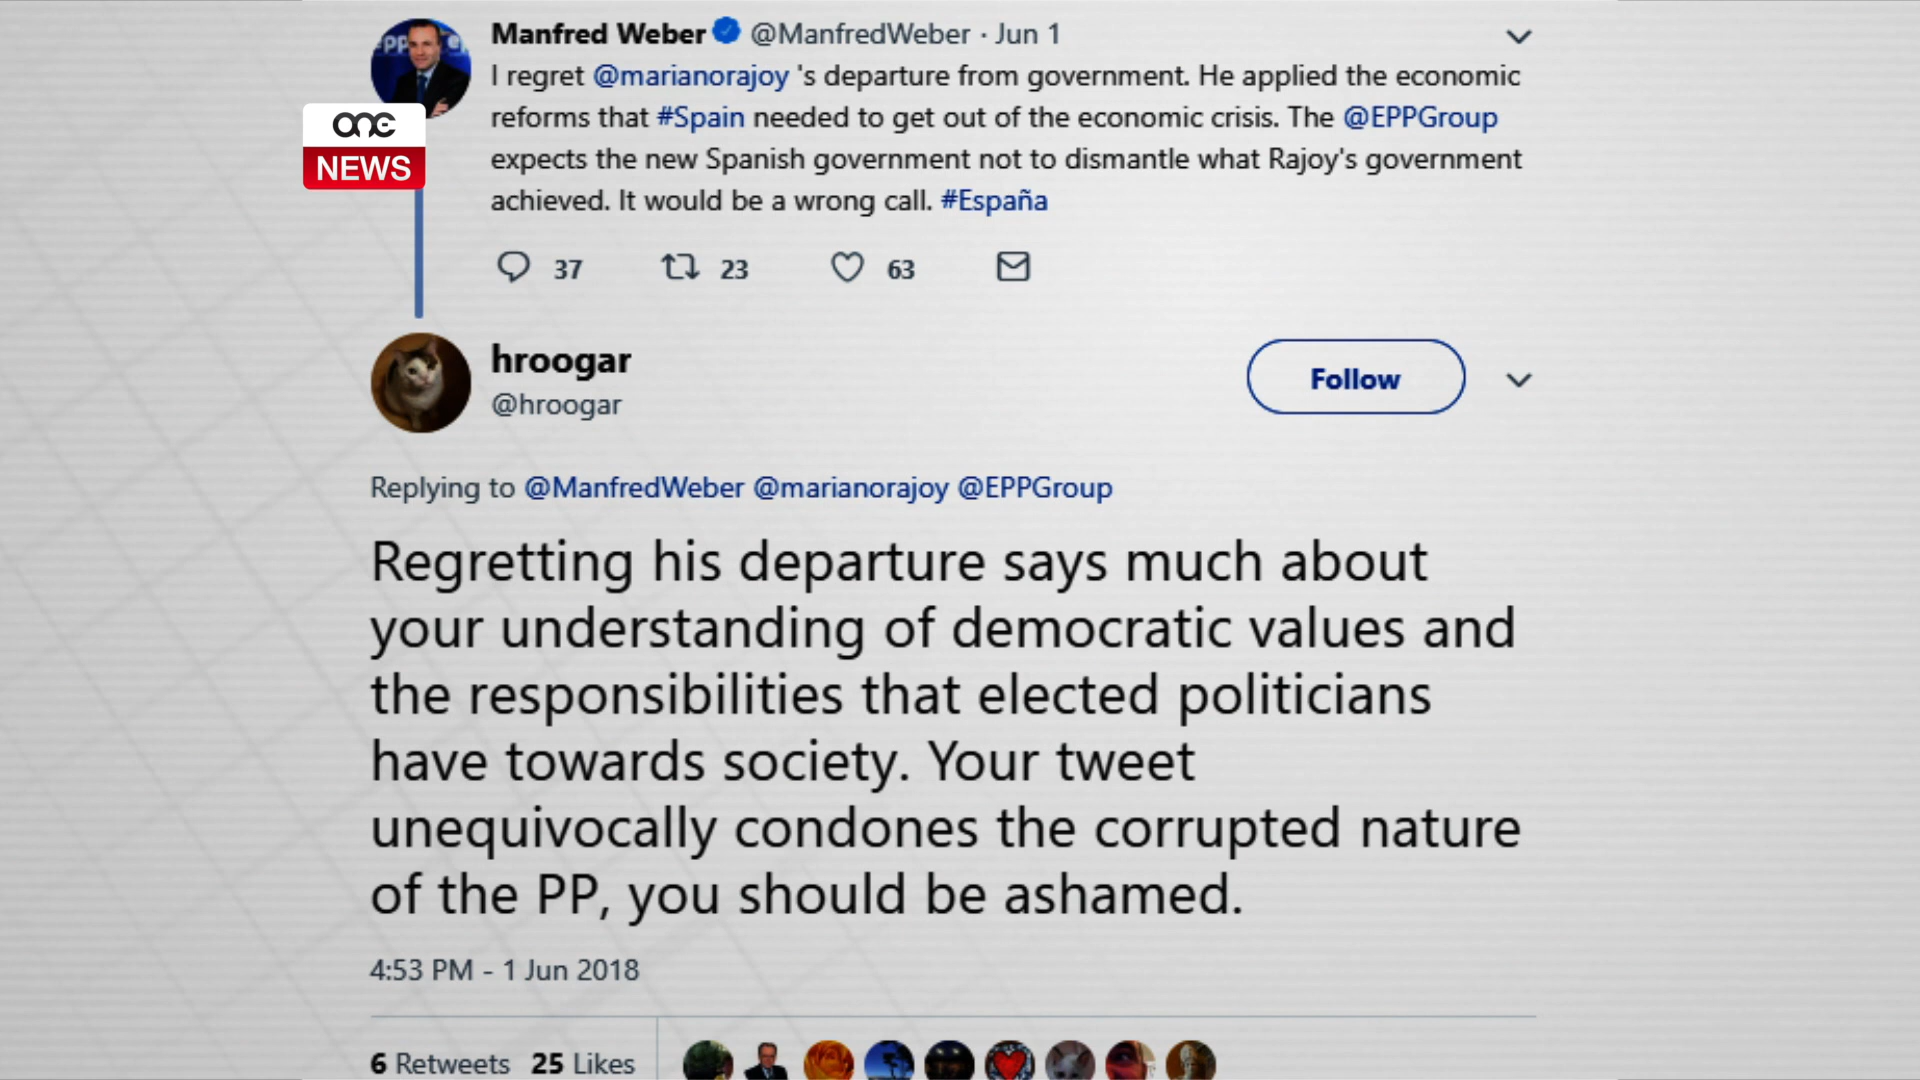 Manfred Weber @ManfredWeber · Jun 1
I regret @marianorajoy 's departure from government. He applied the economic
reforms that #Spain needed to get out of the economic crisis. The @EPPGroup
expects the new Spanish government not to dismantle what Rajoy's government
achieved. It would be a wrong call. #España
37 23 63
one
NEWS
hroogar
@hroogar
Follow
Replying to @ManfredWeber @marianorajoy @EPPGroup
Regretting his departure says much about
your understanding of democratic values and
the responsibilities that elected politicians
have towards society. Your tweet
unequivocally condones the corrupted nature
of the PP, you should be ashamed.
4:53 PM - 1 Jun 2018
6 Retweets 25 Likes